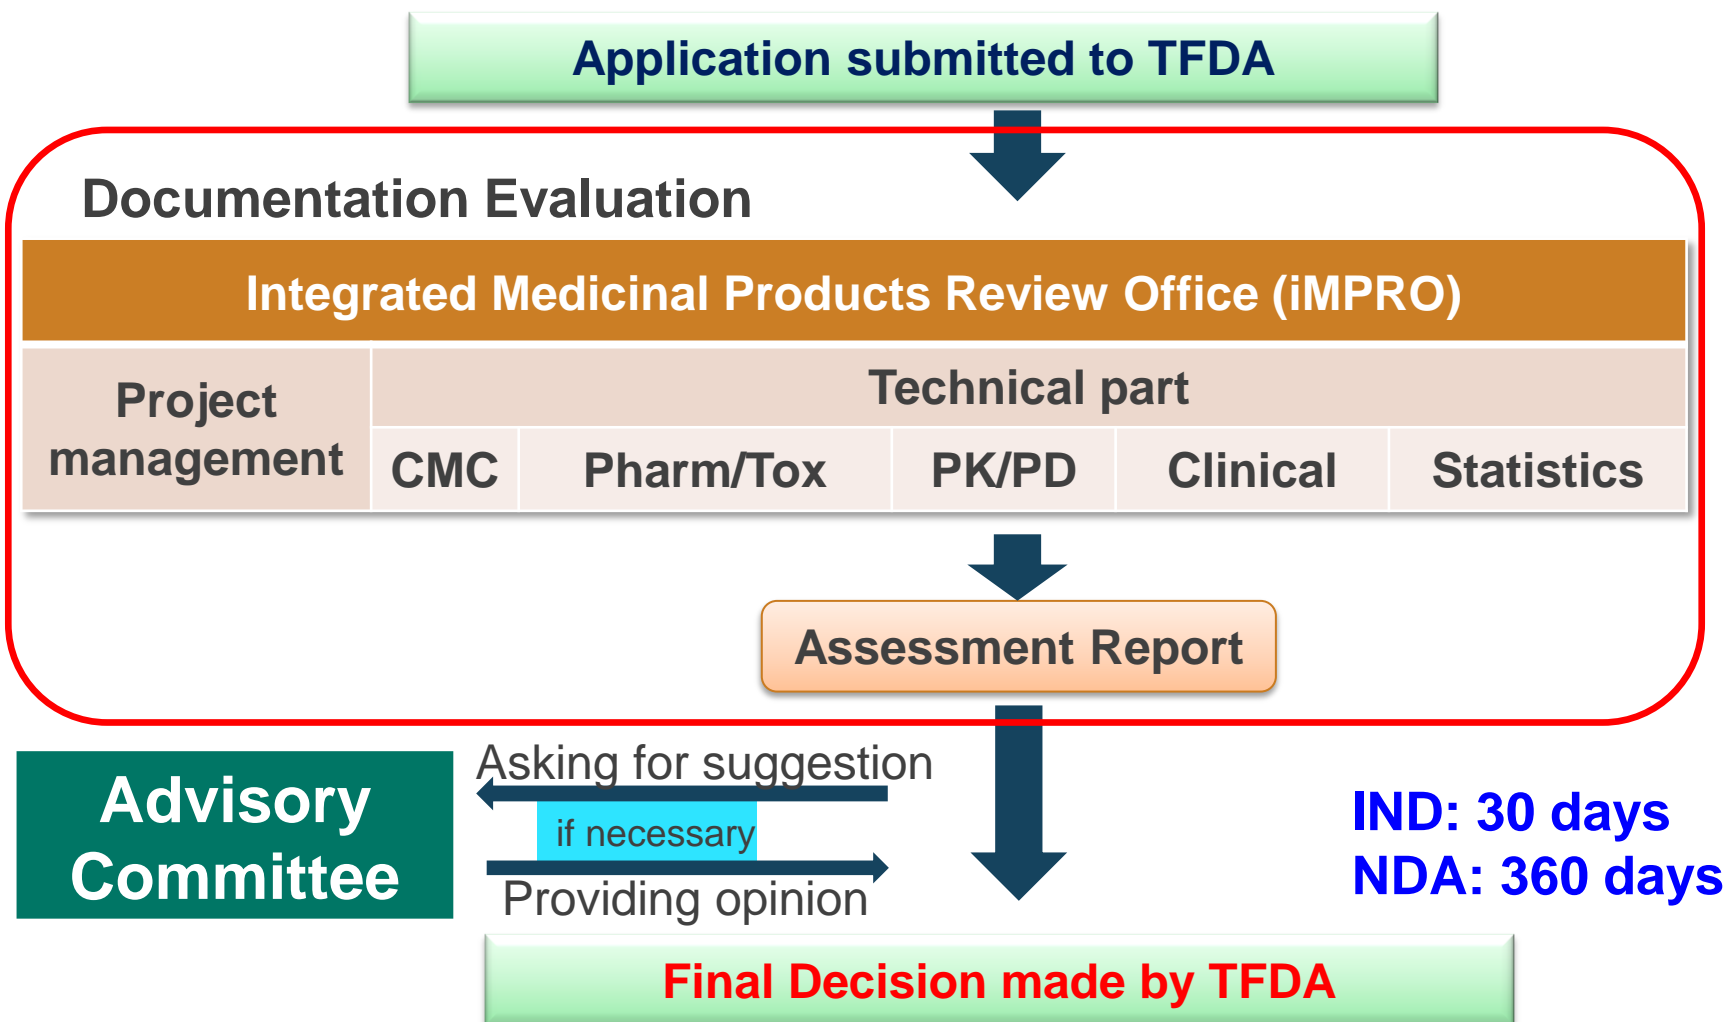 Application submitted to TFDA
Documentation Evaluation
Integrated Medicinal Products Review Office (iMPRO)
Project
management
Technical part
CMC
Pharm/Tox
PK/PD
Clinical
Statistics
Assessment Report
Advisory
Committee
Asking for suggestion
if necessary
Providing opinion
IND: 30 days
NDA: 360 days
Final Decision made by TFDA